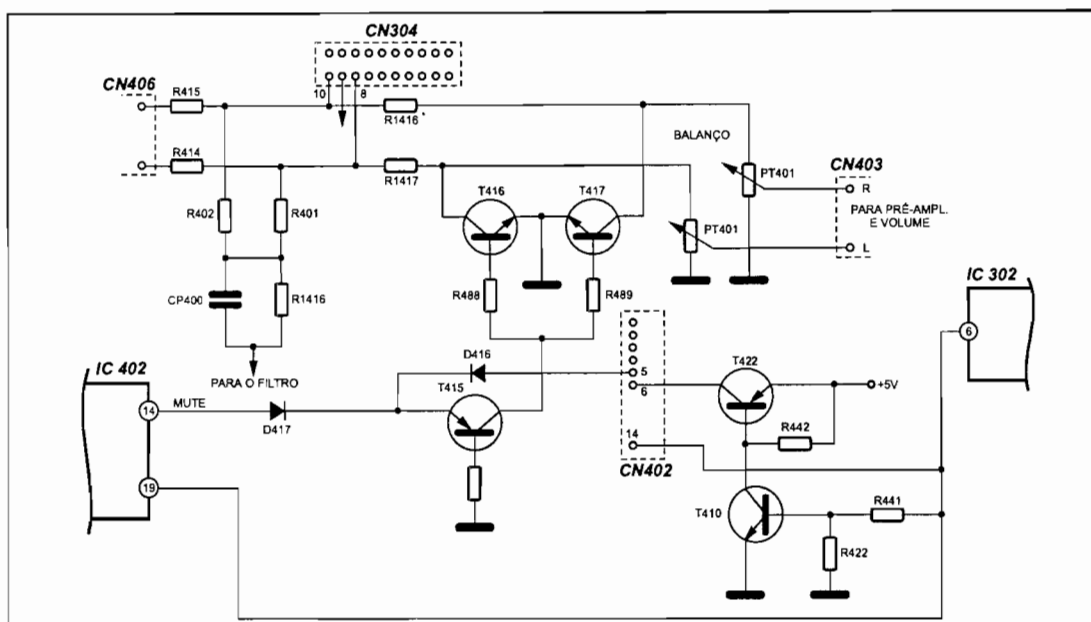 CN304
CN406
R415
10
8
R1416
BALANÇO
PT401
CN403
R
PARA PRÉ-AMPL.
E VOLUME
L
R414
R1417
T416
T417
PT401
R402
R401
R488
R489
IC 302
6
CP400
R1416
D416
5
6
T422
+5V
IC 402
PARA O FILTRO
T415
14
MUTE
D417
R442
14
CN402
19
T410
R441
R422